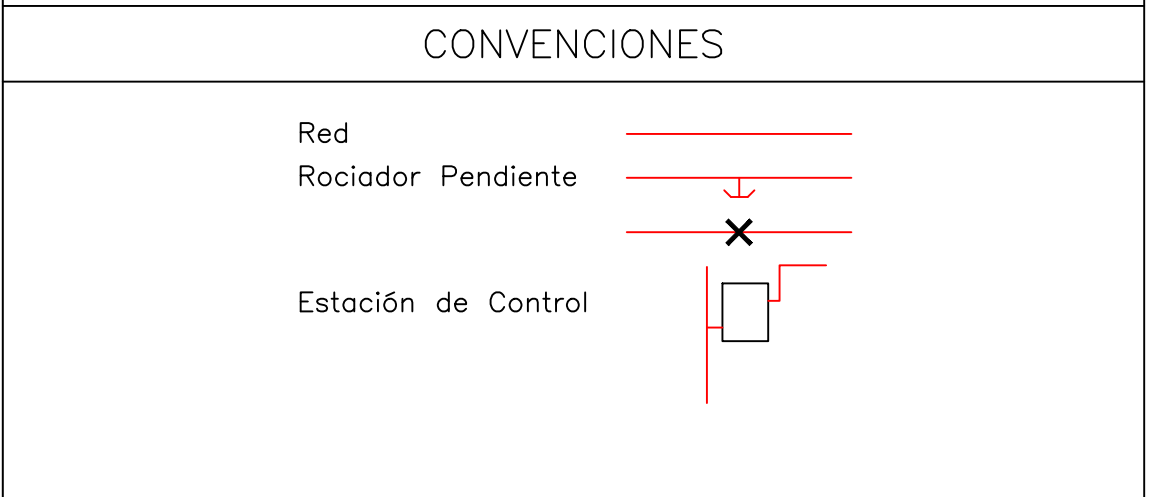 CONVENCIONES
Red
Rociador Pendiente
Estación de Control